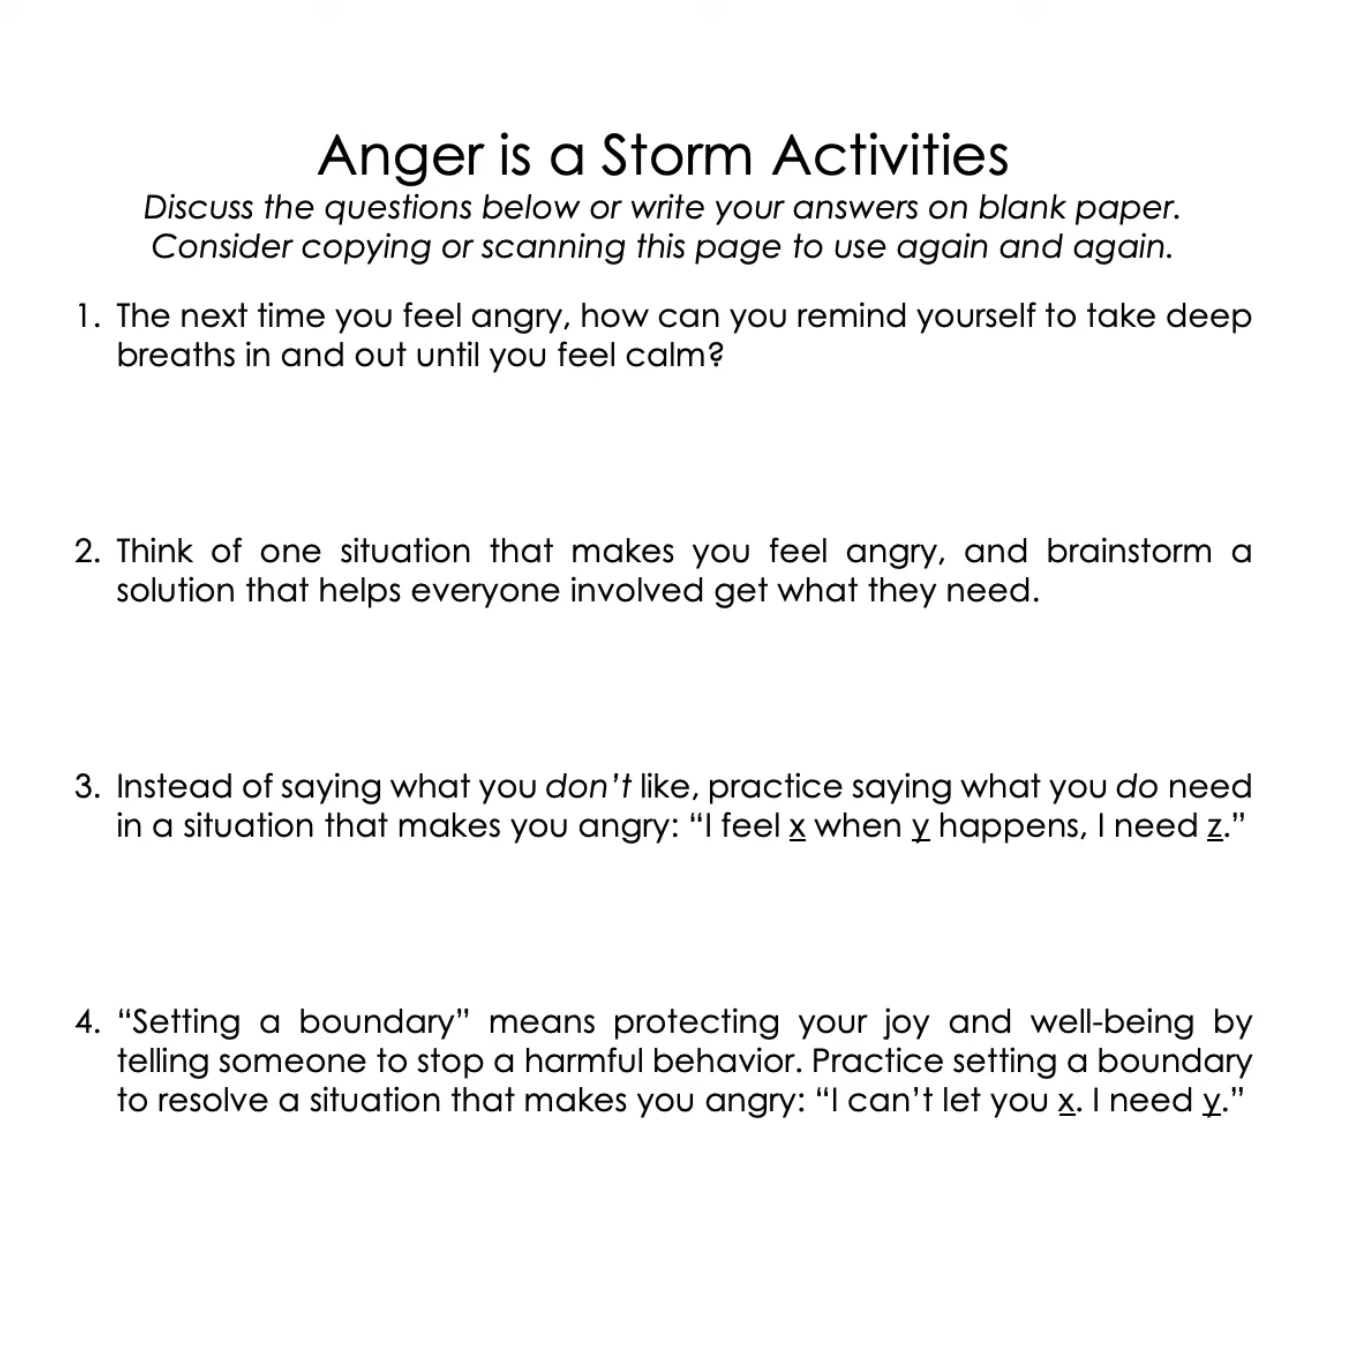 Anger is a Storm Activities
Discuss the questions below or write your answers on blank paper.
Consider copying or scanning this page to use again and again.
1. The next time you feel angry, how can you remind yourself to take deep
breaths in and out until you feel calm?
2. Think of one situation that makes you feel angry, and brainstorm a
solution that helps everyone involved get what they need.
3. Instead of saying what you don’t like, practice saying what you do need
in a situation that makes you angry: “I feel x when y happens, I need z.”
4. “Setting a boundary” means protecting your joy and well-being by
telling someone to stop a harmful behavior. Practice setting a boundary
to resolve a situation that makes you angry: “I can’t let you x. I need y.”